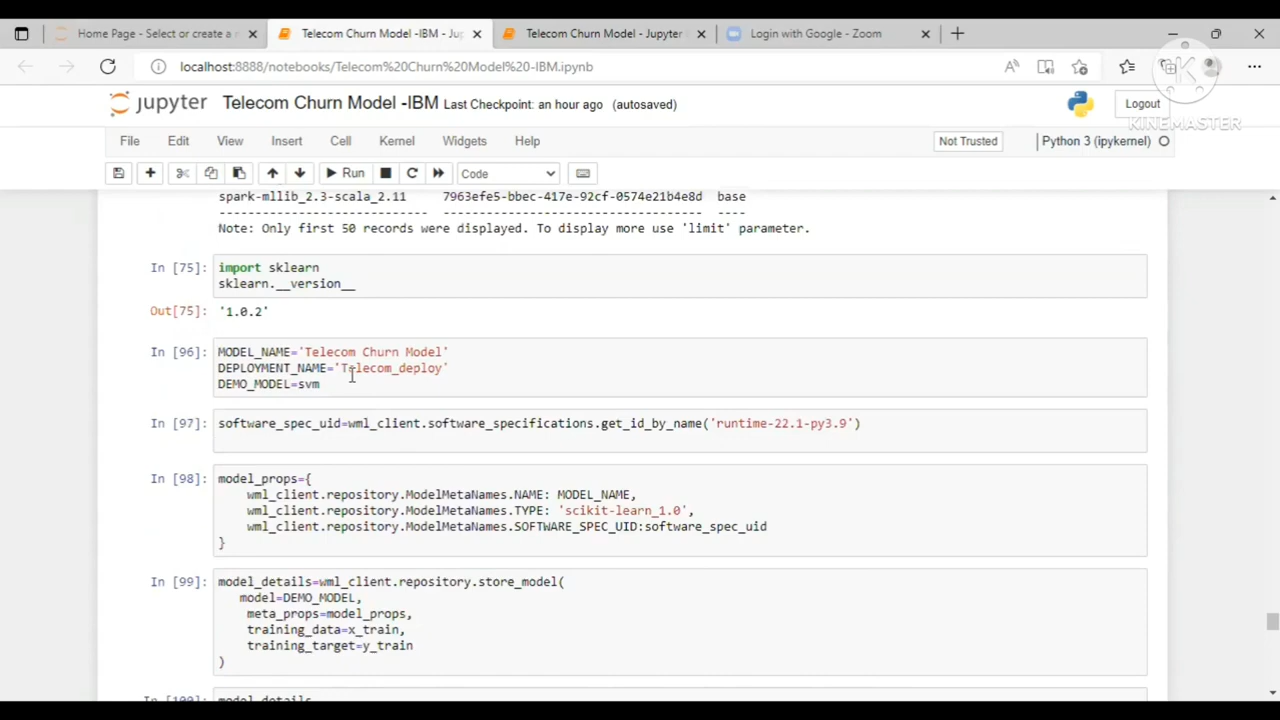 Home Page - Select or create a n
Telecom Churn Model -IBM - Jup
Telecom Churn Model - Jupyter
Login with Google - Zoom
localhost:8888/notebooks/Telecom%20Churn%20Model%20-IBM.ipynb
KINEMASTER
jupyter Telecom Churn Model -IBM Last Checkpoint: an hour ago (autosaved)
Logout
File Edit View Insert Cell Kernel Widgets Help
Not Trusted
Python 3 (ipykernel)
Run
Code
spark-mllib_2.3-scala_2.11 7963efe5-bbec-417e-92cf-0574e21b4e8d base
---------------------------- ------------------------------------ ----
Note: Only first 50 records were displayed. To display more use 'limit' parameter.
In [75]: import sklearn
sklearn.__version__
Out[75]: '1.0.2'
In [96]: MODEL_NAME='Telecom Churn Model'
DEPLOYMENT_NAME='Telecom_deploy'
DEMO_MODEL=svm
In [97]: software_spec_uid=wml_client.software_specifications.get_id_by_name('runtime-22.1-py3.9')
In [98]: model_props={
wml_client.repository.ModelMetaNames.NAME: MODEL_NAME,
wml_client.repository.ModelMetaNames.TYPE: 'scikit-learn_1.0',
wml_client.repository.ModelMetaNames.SOFTWARE_SPEC_UID:software_spec_uid
}
In [99]: model_details=wml_client.repository.store_model(
model=DEMO_MODEL,
meta_props=model_props,
training_data=x_train,
training_target=y_train
)
In [100]: model_details